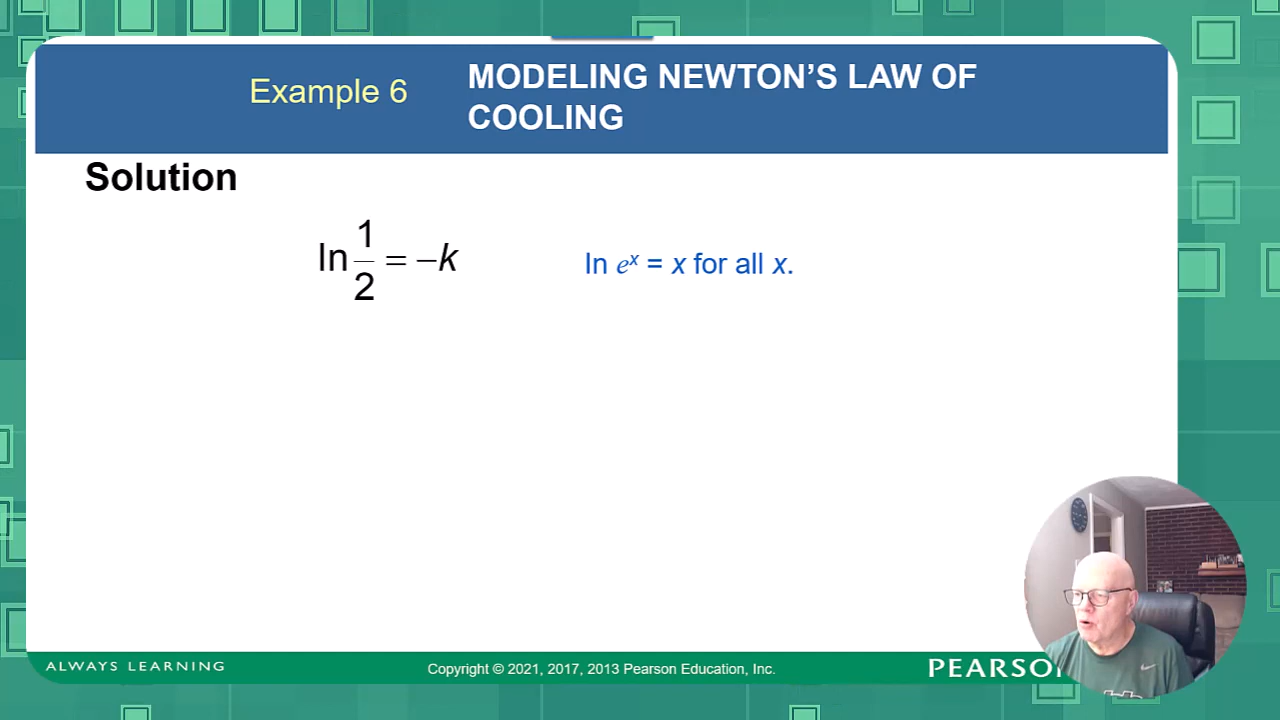 Example 6
MODELING NEWTON’S LAW OF
COOLING
Solution
ln 1/2 = −k
ln eˣ = x for all x.
ALWAYS LEARNING
Copyright © 2021, 2017, 2013 Pearson Education, Inc.
PEARSO